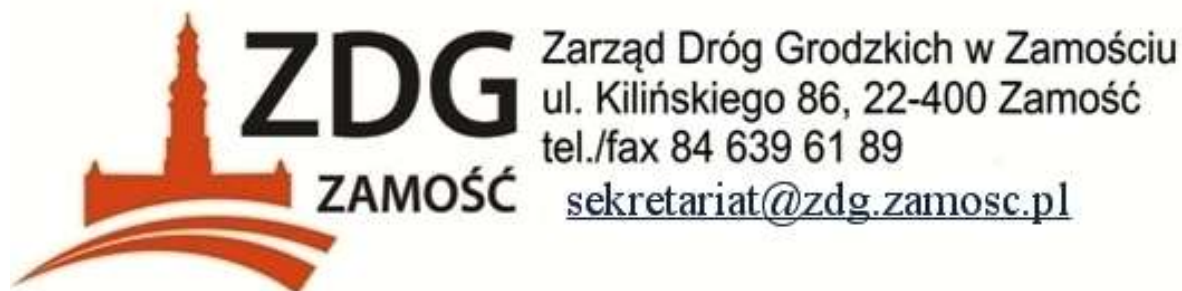 ZDG
ZAMOŚĆ
Zarząd Dróg Grodzkich w Zamościu
ul. Kilińskiego 86, 22-400 Zamość
tel./fax 84 639 61 89
sekretariat@zdg.zamosc.pl